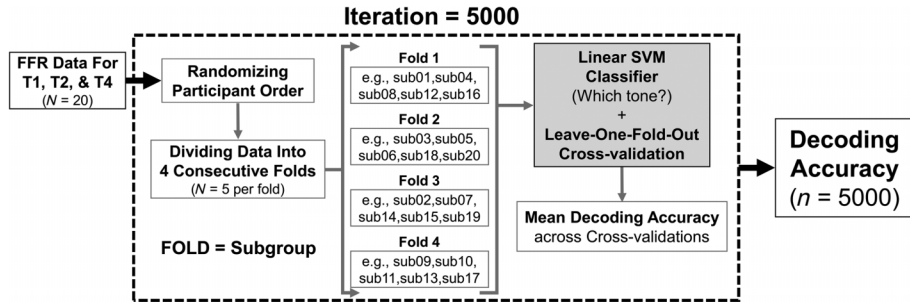 Iteration = 5000
FFR Data For
T1, T2, & T4
(N = 20)
Randomizing
Participant Order
Dividing Data Into
4 Consecutive Folds
(N = 5 per fold)
FOLD = Subgroup
Fold 1
e.g., sub01,sub04,
sub08,sub12,sub16
Fold 2
e.g., sub03,sub05,
sub06,sub18,sub20
Fold 3
e.g., sub02,sub07,
sub14,sub15,sub19
Fold 4
e.g., sub09,sub10,
sub11,sub13,sub17
Linear SVM
Classifier
(Which tone?)
+
Leave-One-Fold-Out
Cross-validation
Mean Decoding Accuracy
across Cross-validations
Decoding
Accuracy
(n = 5000)